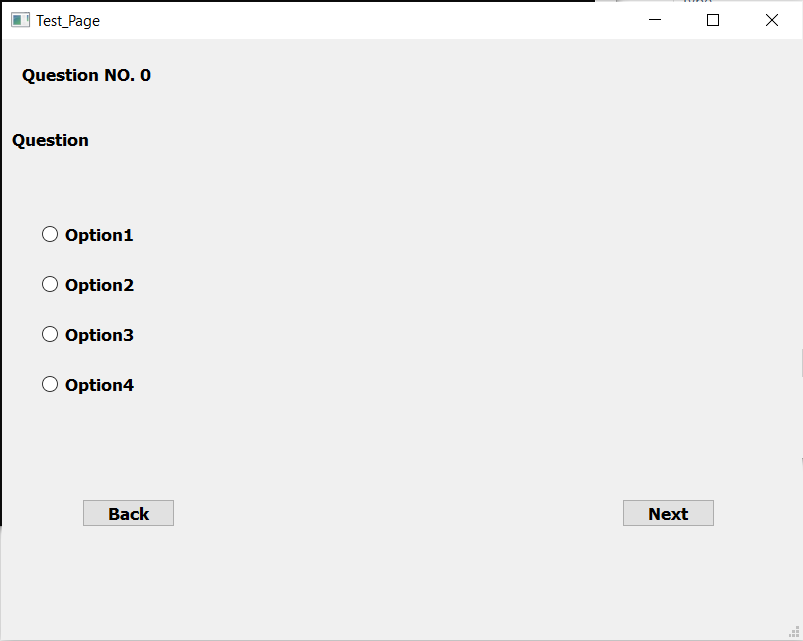 Test_Page
Question NO. 0
Question
Option1
Option2
Option3
Option4
Back
Next